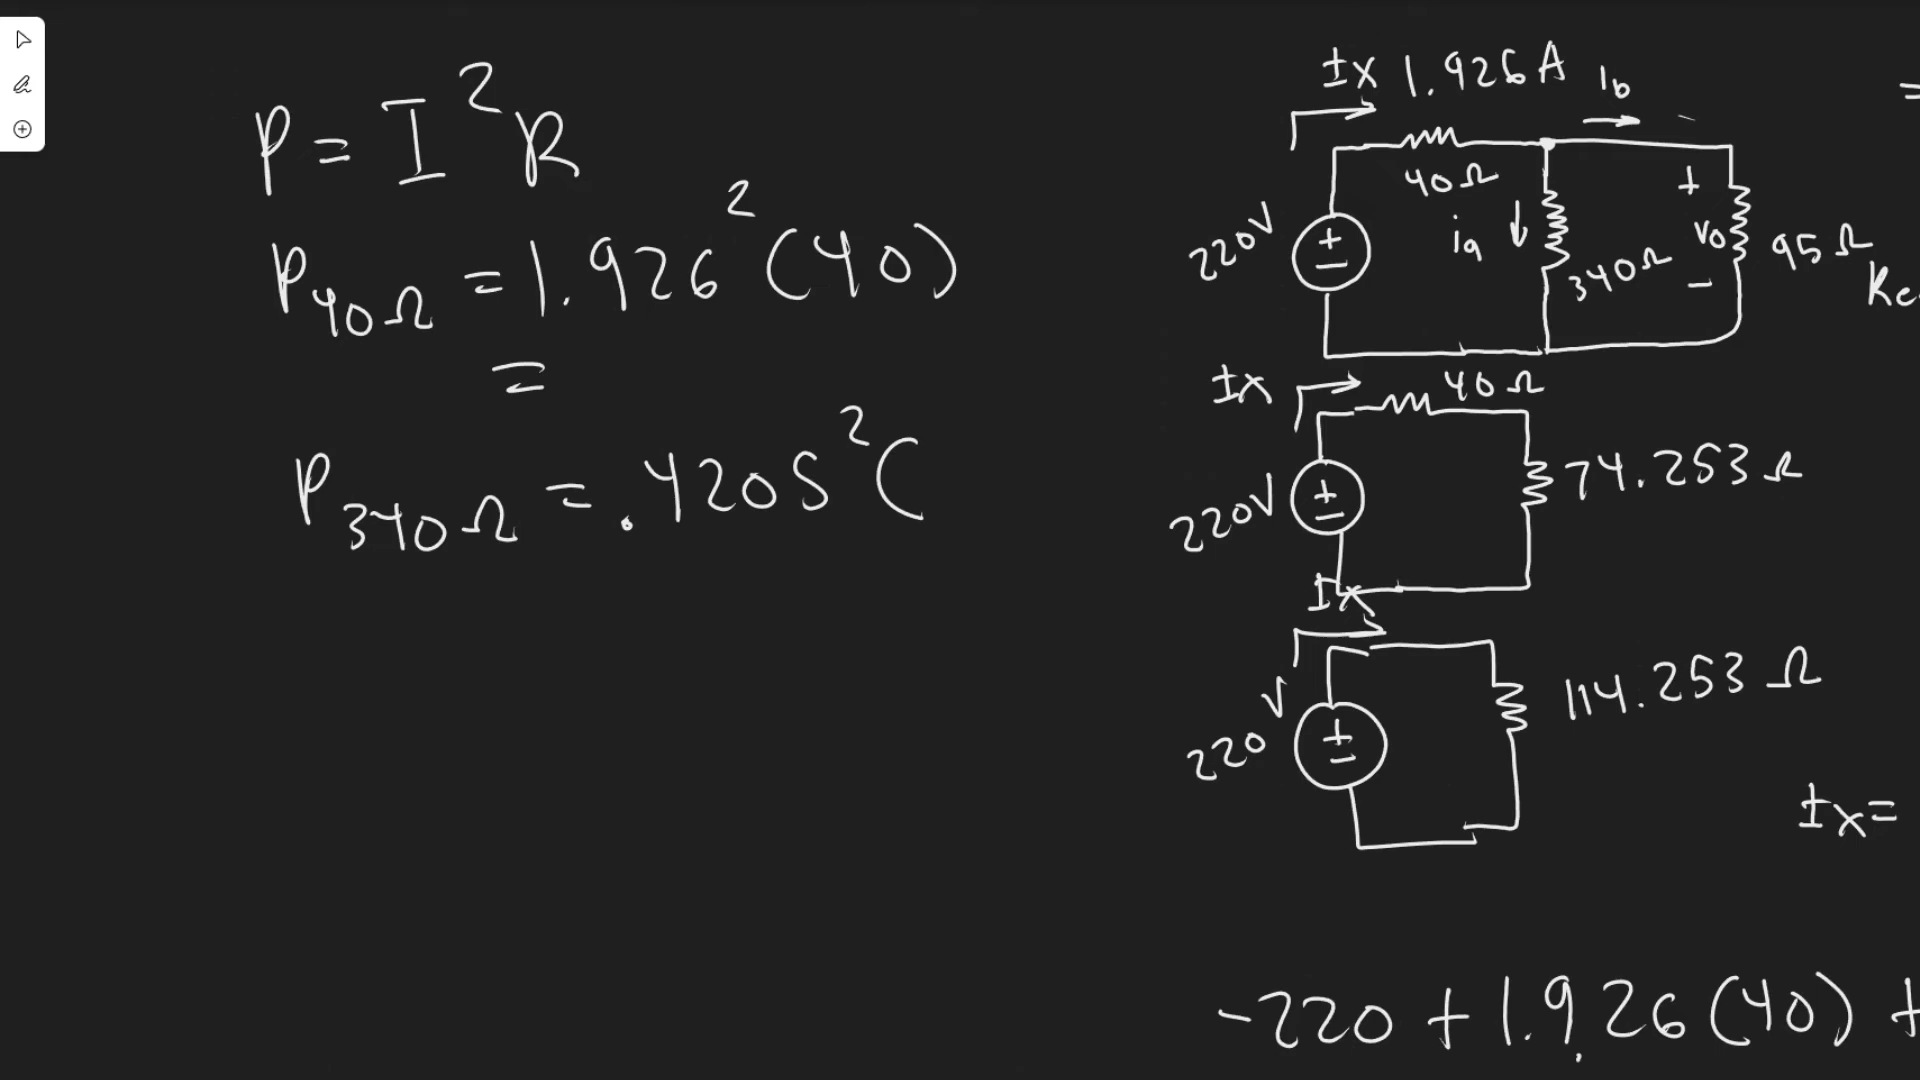 P = I²R
P40Ω = 1.926²(40)
=
P340Ω = .4205²(
Ix 1.926A
Ib
=
40Ω
220V
+
−
ia
340Ω
+
Vo
−
95Ω
Re
Ix
40Ω
220V
+
−
74.253Ω
Ix
220V
+
−
114.253Ω
Ix=
-220 + 1.926(40) +